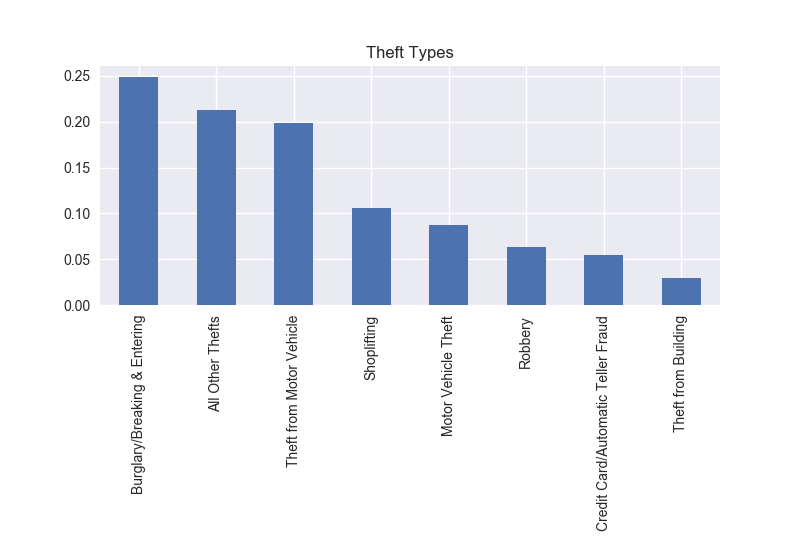 Theft Types
0.25
0.20
0.15
0.10
0.05
0.00
Burglary/Breaking & Entering
All Other Thefts
Theft from Motor Vehicle
Shoplifting
Motor Vehicle Theft
Robbery
Credit Card/Automatic Teller Fraud
Theft from Building